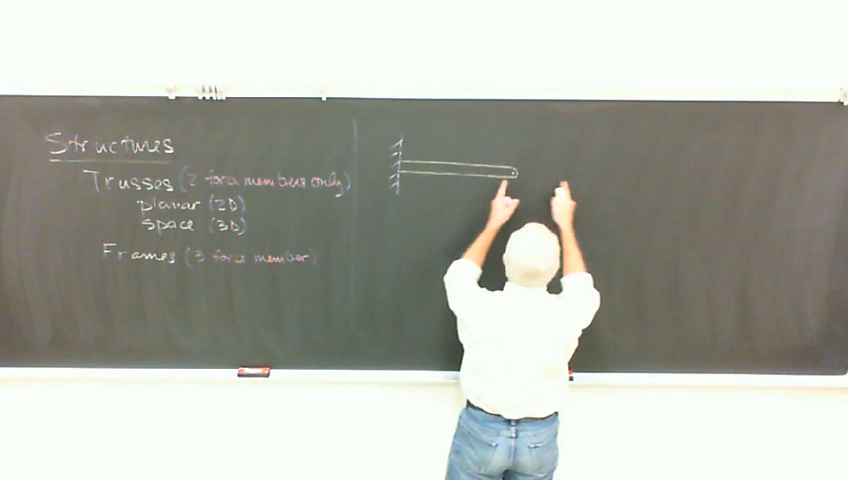 Structures
Trusses (2 force members only)
planar (2D)
space (3D)
Frames (3 force member)